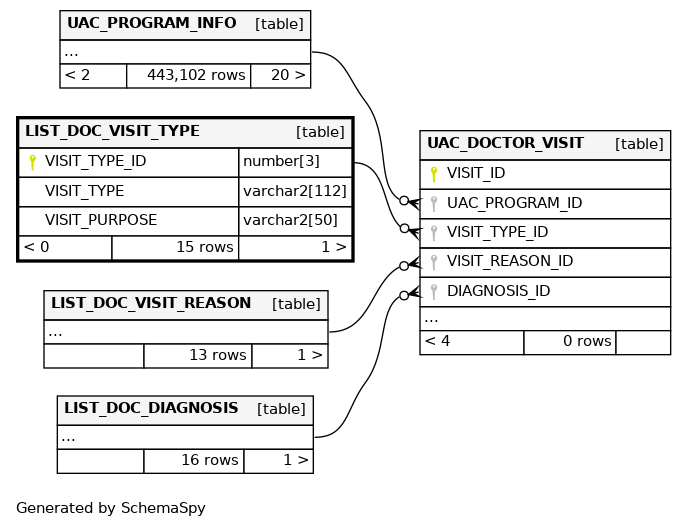 UAC_PROGRAM_INFO [table]
...
< 2 443,102 rows 20 >
LIST_DOC_VISIT_TYPE [table]
VISIT_TYPE_ID number[3]
VISIT_TYPE varchar2[112]
VISIT_PURPOSE varchar2[50]
< 0 15 rows 1 >
LIST_DOC_VISIT_REASON [table]
...
13 rows 1 >
LIST_DOC_DIAGNOSIS [table]
...
16 rows 1 >
UAC_DOCTOR_VISIT [table]
VISIT_ID
UAC_PROGRAM_ID
VISIT_TYPE_ID
VISIT_REASON_ID
DIAGNOSIS_ID
...
< 4 0 rows
Generated by SchemaSpy